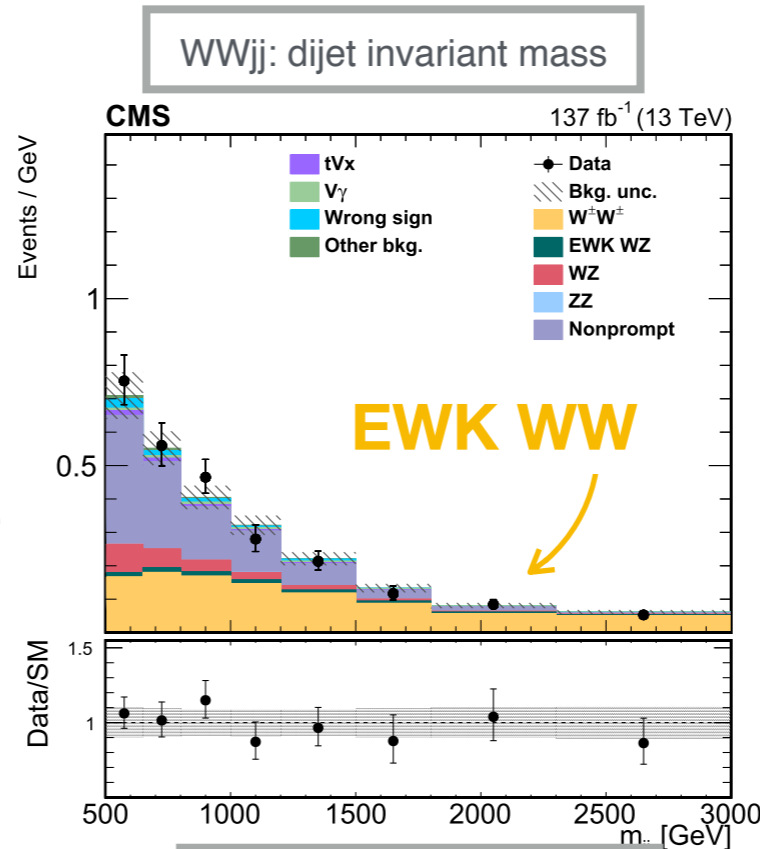 WWjj: dijet invariant mass
CMS 137 fb⁻¹ (13 TeV)
Events / GeV
tVx
Vγ
Wrong sign
Other bkg.
Data
Bkg. unc.
W±W±
EWK WZ
WZ
ZZ
Nonprompt
1
0.5
EWK WW
Data/SM
1.5
1
500 1000 1500 2000 2500 3000
[GeV]